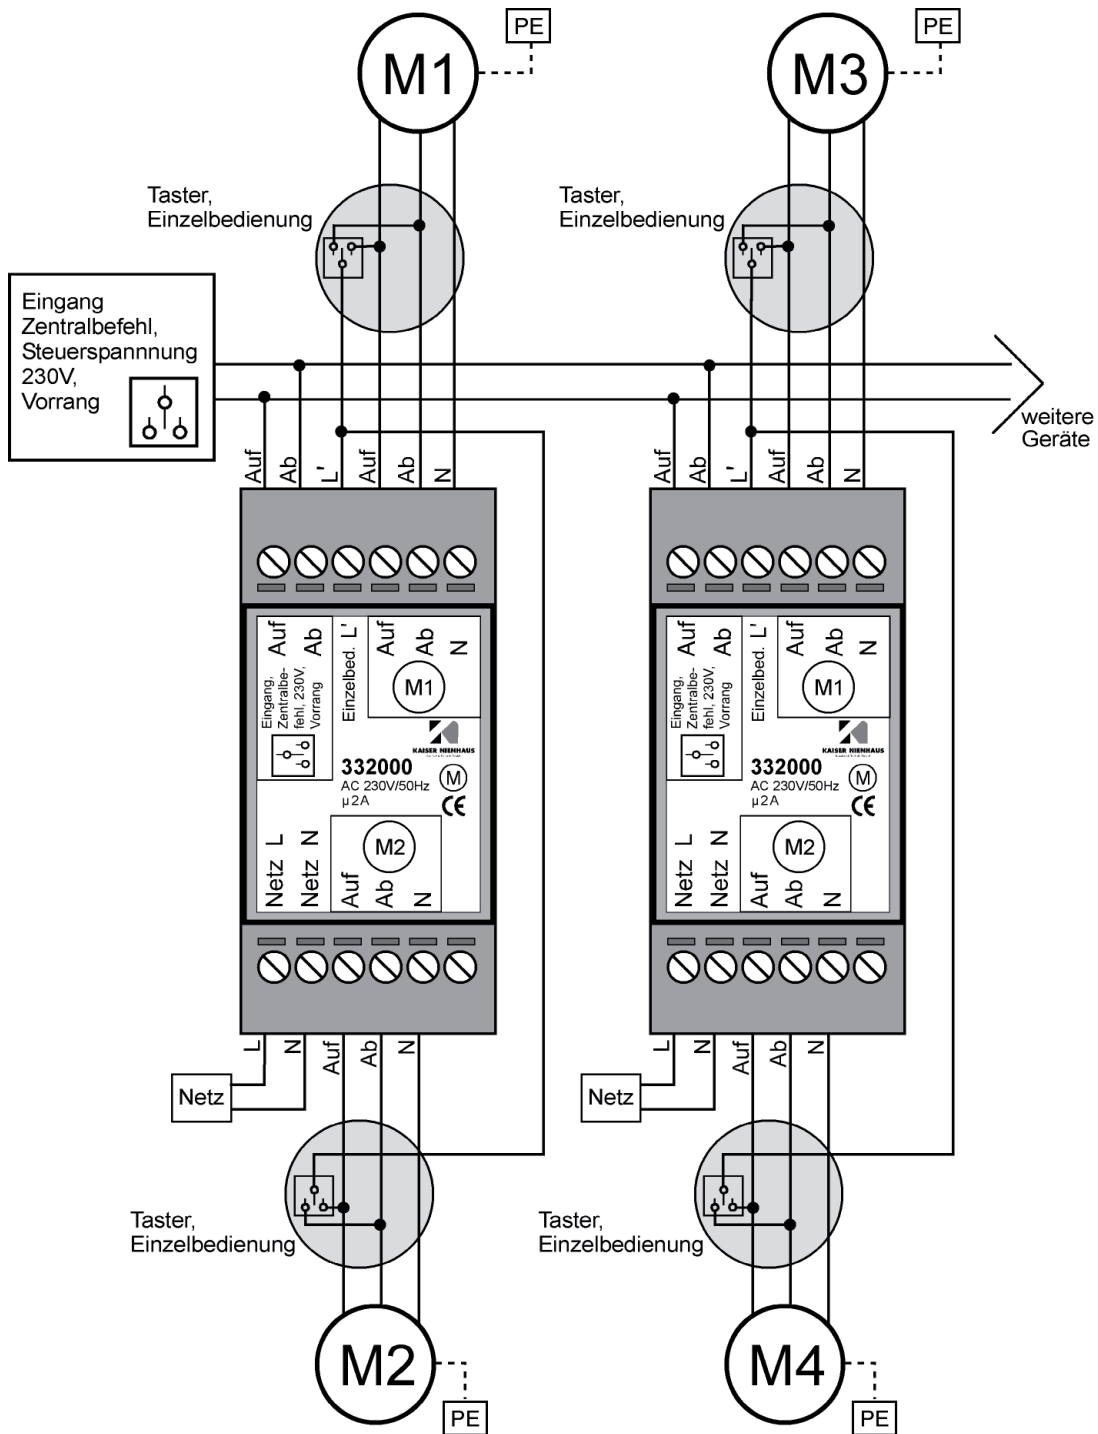 PE
M1
PE
M3
Taster,
Einzelbedienung
Taster,
Einzelbedienung
Eingang
Zentralbefehl,
Steuerspannnung
230V,
Vorrang
weitere
Geräte
Auf
Ab
L'
Auf
Ab
N
Auf
Ab
L'
Auf
Ab
N
Auf
Ab
Eingang,
Zentralbe-
fehl, 230V,
Vorrang
Einzelbed. L'
Auf
Ab
N
M1
KAISER NIENHAUS
332000
AC 230V/50Hz
µ2A
M
CE
Netz L
Netz N
M2
Auf
Ab
N
Auf
Ab
Eingang,
Zentralbe-
fehl, 230V,
Vorrang
Einzelbed. L'
Auf
Ab
N
M1
KAISER NIENHAUS
332000
AC 230V/50Hz
µ2A
M
CE
Netz L
Netz N
M2
Auf
Ab
N
L
N
Auf
Ab
N
Netz
L
N
Auf
Ab
N
Netz
Taster,
Einzelbedienung
Taster,
Einzelbedienung
M2
PE
M4
PE